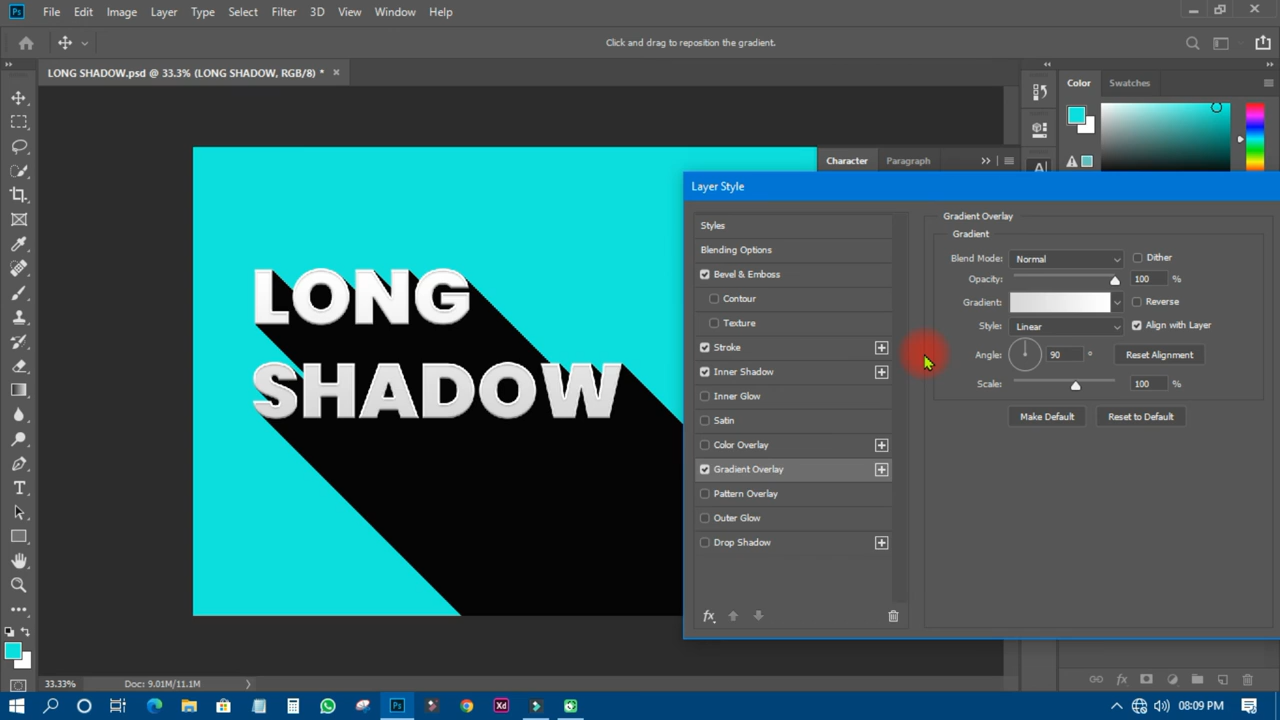 Ps File Edit Image Layer Type Select Filter 3D View Window Help
Click and drag to reposition the gradient.
LONG SHADOW.psd @ 33.3% (LONG SHADOW, RGB/8) *
Color Swatches
Character Paragraph
Layer Style
LONG
SHADOW
Styles
Blending Options
Bevel & Emboss
Contour
Texture
Stroke
Inner Shadow
Inner Glow
Satin
Color Overlay
Gradient Overlay
Pattern Overlay
Outer Glow
Drop Shadow
fx
Gradient Overlay
Gradient
Blend Mode: Normal Dither
Opacity: 100 %
Gradient: Reverse
Style: Linear Align with Layer
Angle: 90 ° Reset Alignment
Scale: 100 %
Make Default Reset to Default
33.33% Doc: 9.01M/11.1M
fx
Ps Xd 08:09 PM